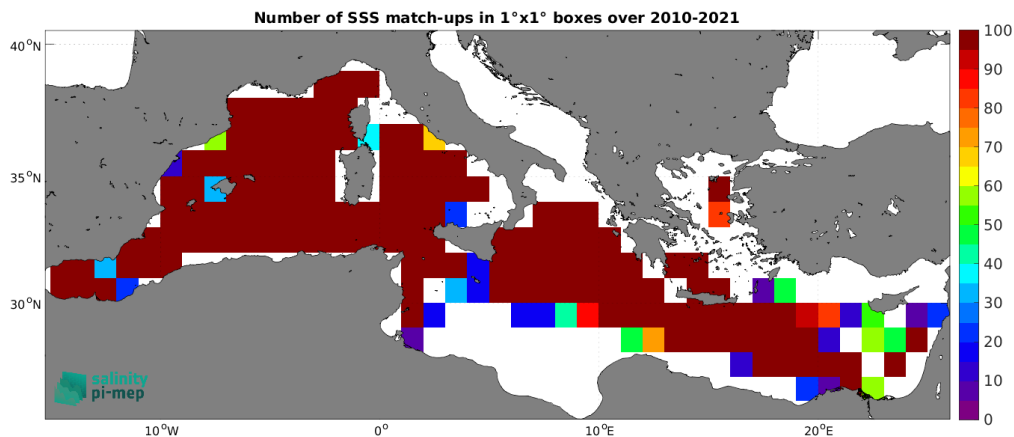 Number of SSS match-ups in 1°x1° boxes over 2010-2021
40°N
35°N
30°N
10°W
0°
10°E
20°E
100
90
80
70
60
50
40
30
20
10
0
salinity
pi-mep